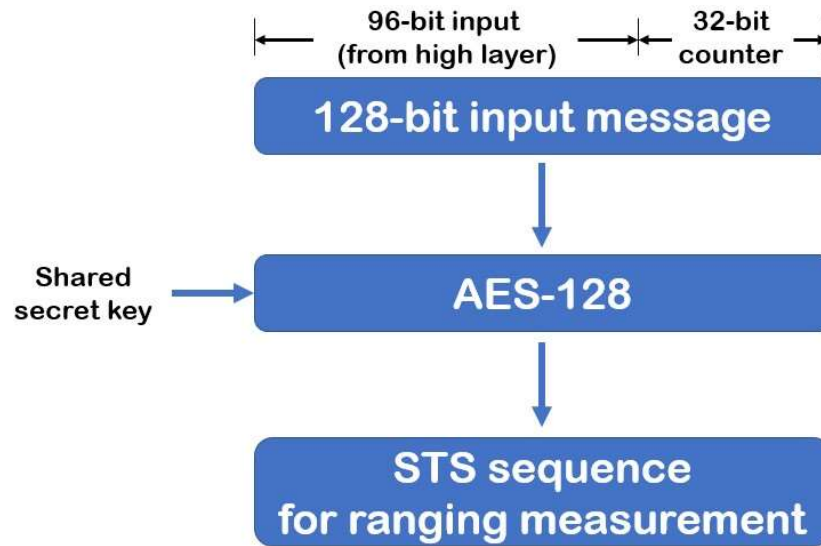 96-bit input
(from high layer)
32-bit
counter
128-bit input message
Shared
secret key
AES-128
STS sequence
for ranging measurement